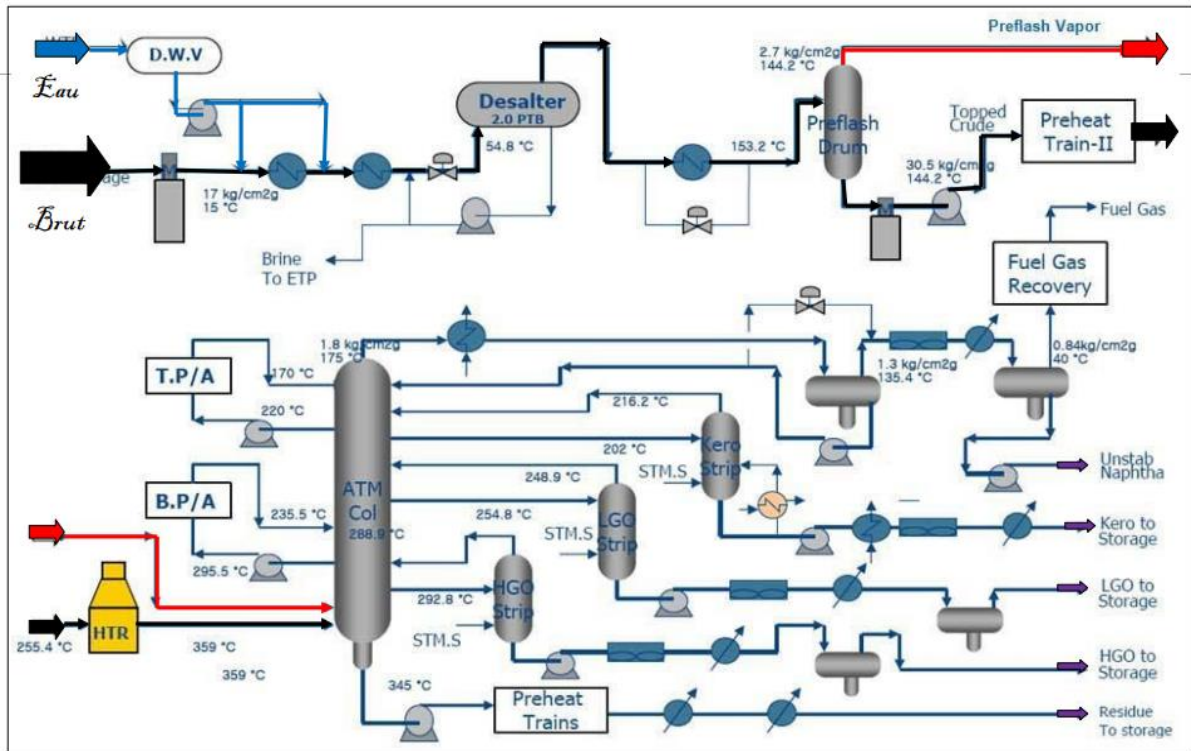 Preflash Vapor
D.W.V
Eau
2.7 kg/cm2g
144.2 °C
Desalter
2.0 PTB
54.8 °C
Topped
Crude
Preheat
Train-II
153.2 °C
Preflash
Drum
30.5 kg/cm2g
144.2 °C
17 kg/cm2g
15 °C
M
M
Brut
Fuel Gas
Brine
To ETP
Fuel Gas
Recovery
1.8 kg/cm2g
175 °C
0.84kg/cm2g
40 °C
1.3 kg/cm2g
135.4 °C
T.P/A
170 °C
216.2 °C
220 °C
202 °C
Kero
Strip
STM.S
Unstab
Naphtha
248.9 °C
B.P/A
ATM
Col
288.9 °C
235.5 °C
254.8 °C
LGO
Strip
STM.S
Kero to
Storage
295.5 °C
292.8 °C
HGO
Strip
LGO to
Storage
HTR
255.4 °C
359 °C
359 °C
STM.S
HGO to
Storage
345 °C
Preheat
Trains
Residue
To storage